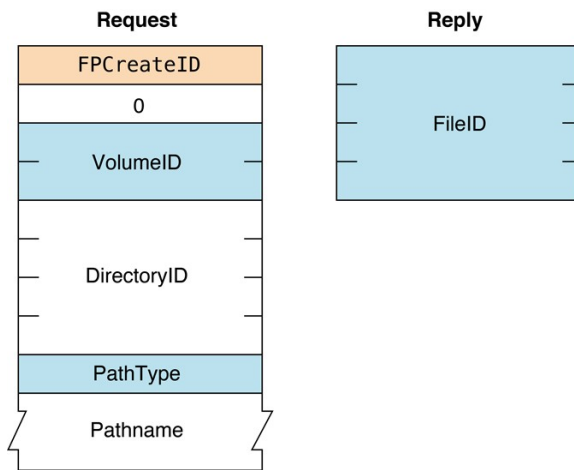 Request
FPCreateID
0
VolumeID
DirectoryID
PathType
Pathname
Reply
FileID